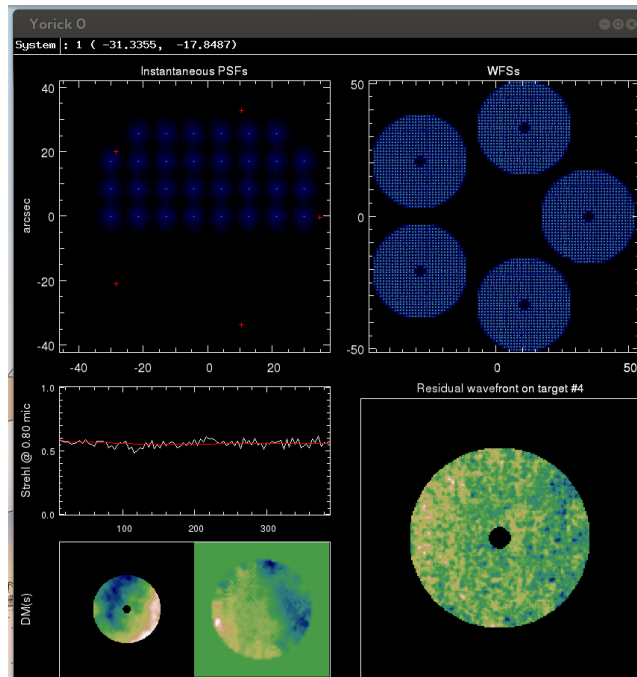 Yorick 0
System : 1 ( -31.3355, -17.8487)
Instantaneous PSFs
WFSs
40
20
0
-20
-40
arcsec
-40 -20 0 20
50
0
-50
0 50
Residual wavefront on target #4
1.0
0.5
0.0
Strehl @ 0.80 mic
100 200 300
DM(s)